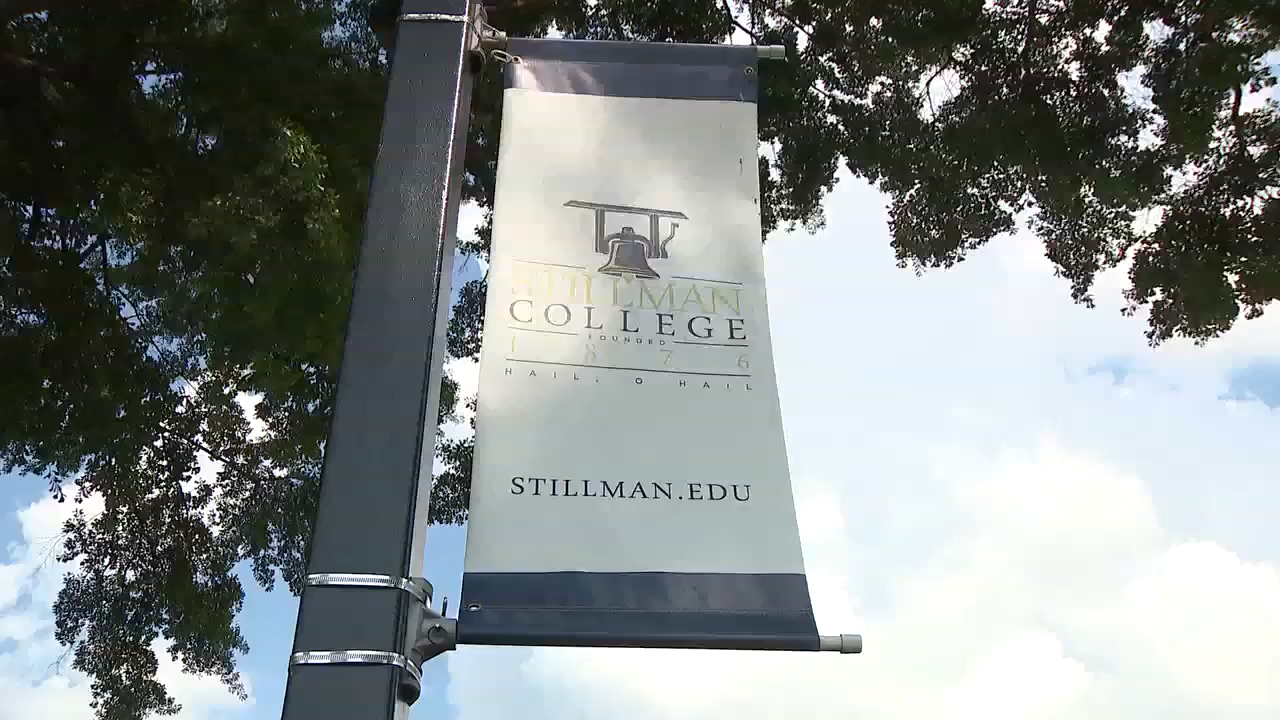 STILLMAN
COLLEGE
FOUNDED
1 8 7 6
HAIL, O HAIL
STILLMAN.EDU